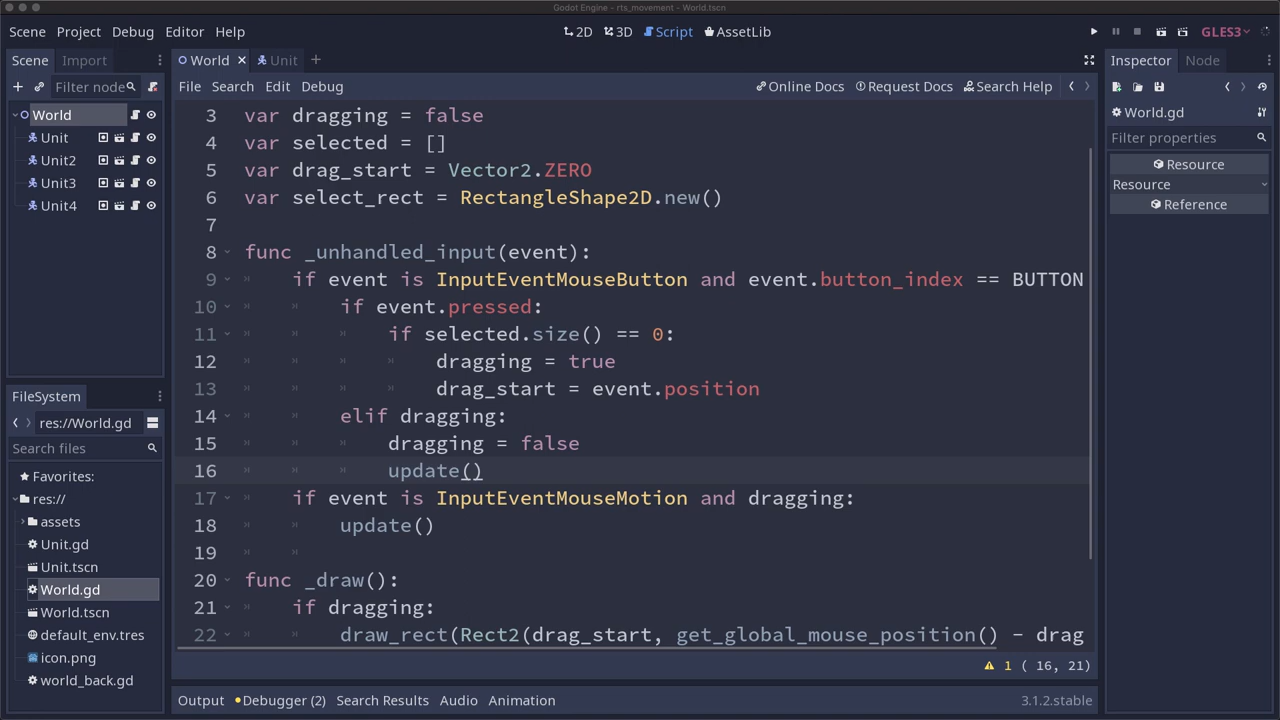 Godot Engine - rts_movement - World.tscn
Scene Project Debug Editor Help
2D 3D Script AssetLib
GLES3
Scene Import
World Unit
Inspector Node
Filter node
File Search Edit Debug
Online Docs Request Docs Search Help
World
Unit
Unit2
Unit3
Unit4
World.gd
Filter properties
Resource
Resource
Reference
3 var dragging = false
4 var selected = []
5 var drag_start = Vector2.ZERO
6 var select_rect = RectangleShape2D.new()
7
8 func _unhandled_input(event):
9 if event is InputEventMouseButton and event.button_index == BUTTON
10 if event.pressed:
11 if selected.size() == 0:
12 dragging = true
13 drag_start = event.position
14 elif dragging:
15 dragging = false
16 update()
17 if event is InputEventMouseMotion and dragging:
18 update()
19
20 func _draw():
21 if dragging:
22 draw_rect(Rect2(drag_start, get_global_mouse_position() - drag
1 ( 16, 21)
FileSystem
res://World.gd
Search files
Favorites:
res://
assets
Unit.gd
Unit.tscn
World.gd
World.tscn
default_env.tres
icon.png
world_back.gd
Output Debugger (2) Search Results Audio Animation
3.1.2.stable